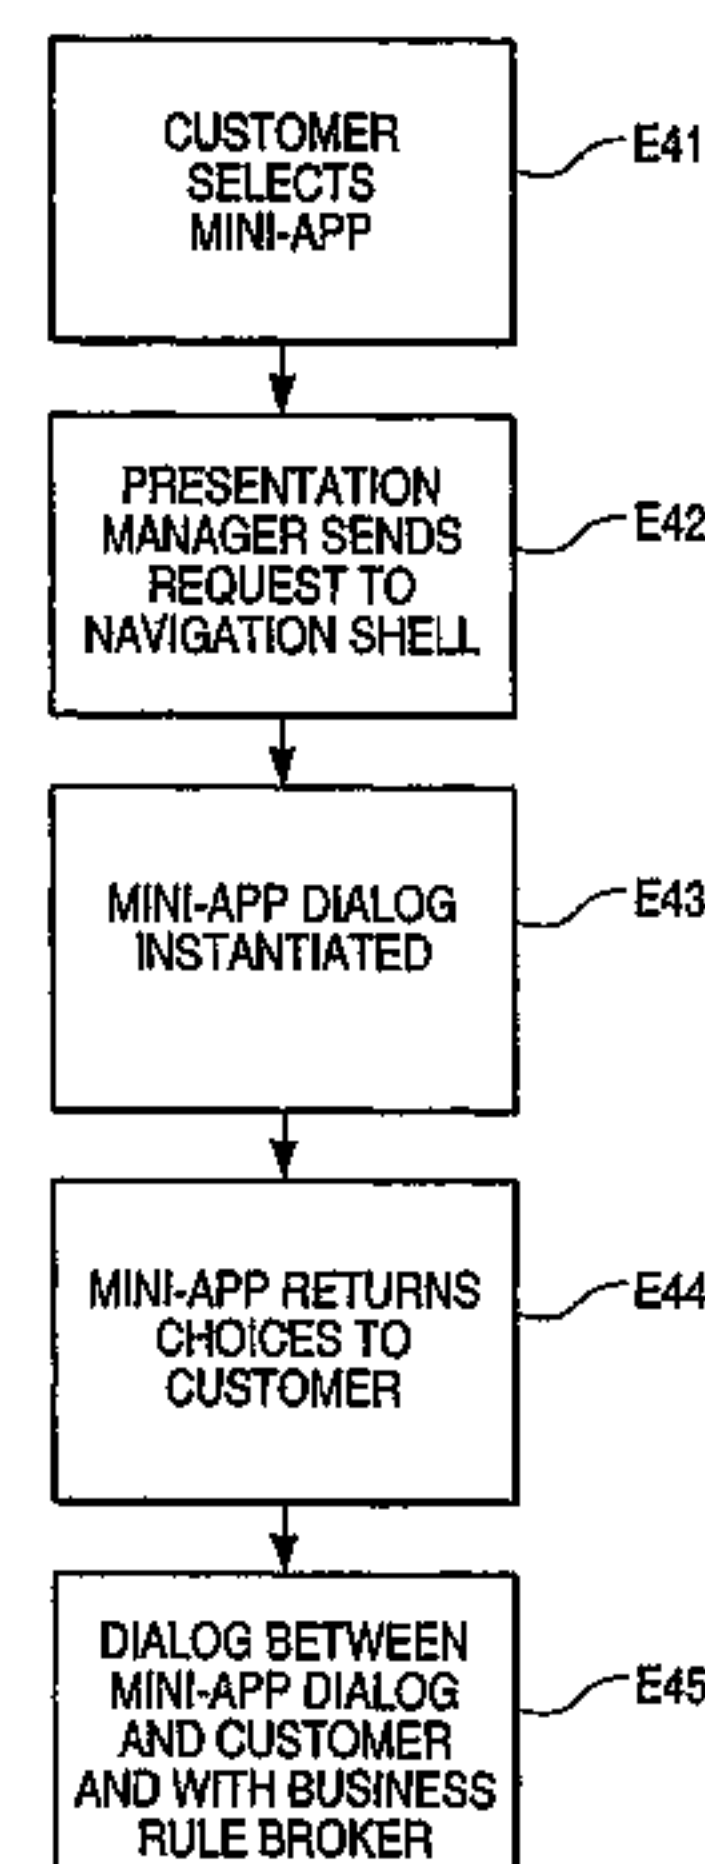 CUSTOMER
SELECTS
MINI-APP
E41
PRESENTATION
MANAGER SENDS
REQUEST TO
NAVIGATION SHELL
E42
MINI-APP DIALOG
INSTANTIATED
E43
MINI-APP RETURNS
CHOICES TO
CUSTOMER
E44
DIALOG BETWEEN
MINI-APP DIALOG
AND CUSTOMER
AND WITH BUSINESS
RULE BROKER
E45